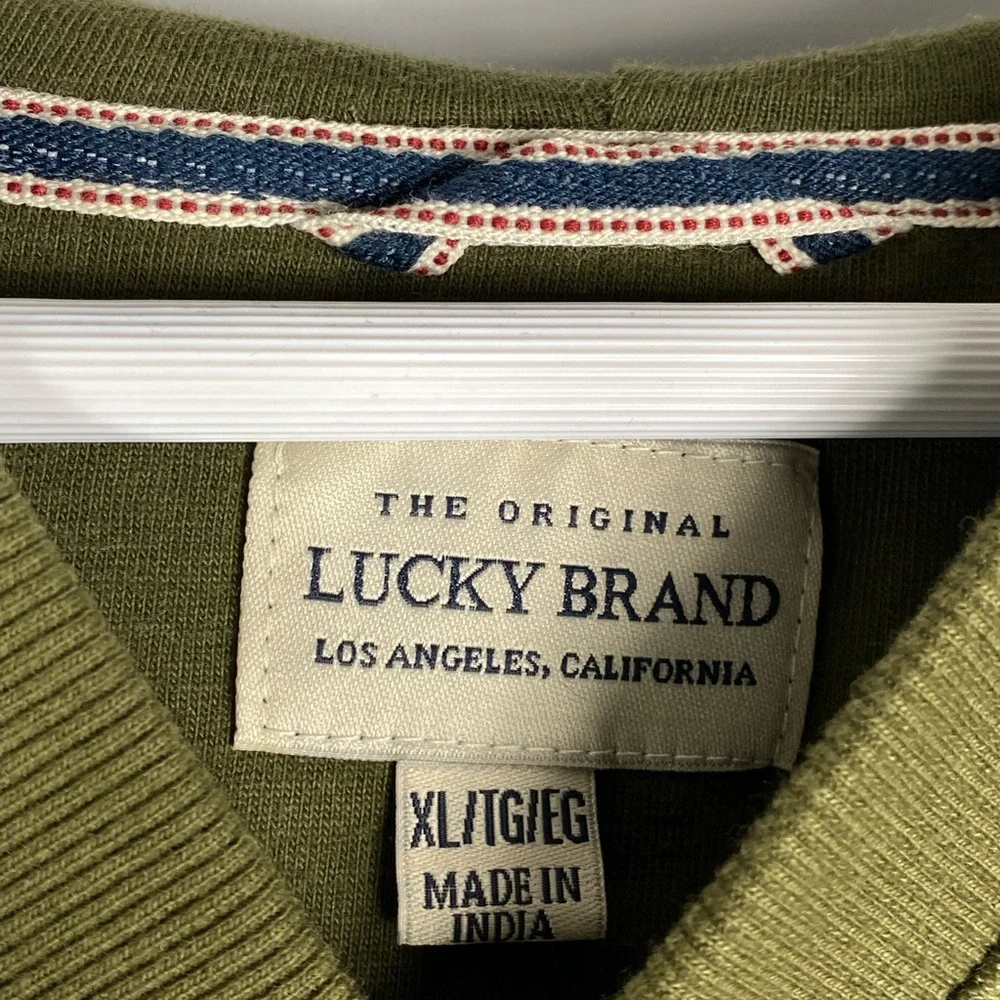 THE ORIGINAL
LUCKY BRAND
LOS ANGELES, CALIFORNIA
XL/TG/EG
MADE IN
INDIA